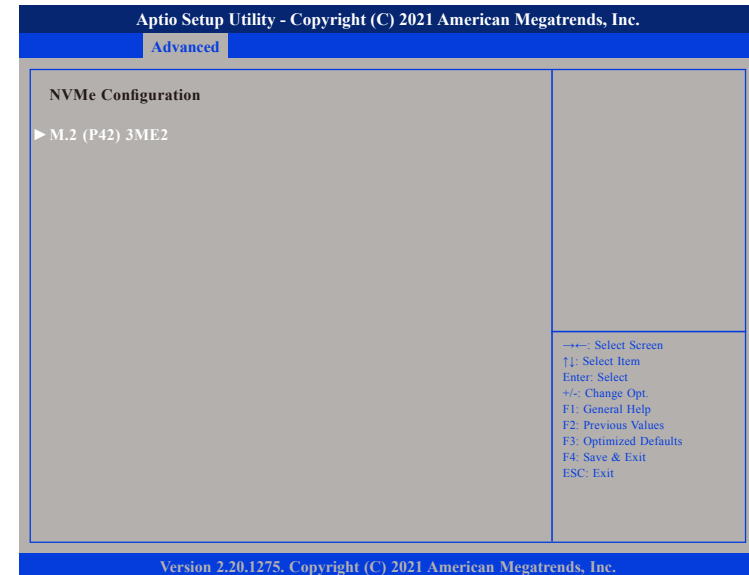 Aptio Setup Utility - Copyright (C) 2021 American Megatrends, Inc.
Advanced
NVMe Configuration
►M.2 (P42) 3ME2
→←: Select Screen
↑↓: Select Item
Enter: Select
+/-: Change Opt.
F1: General Help
F2: Previous Values
F3: Optimized Defaults
F4: Save & Exit
ESC: Exit
Version 2.20.1275. Copyright (C) 2021 American Megatrends, Inc.